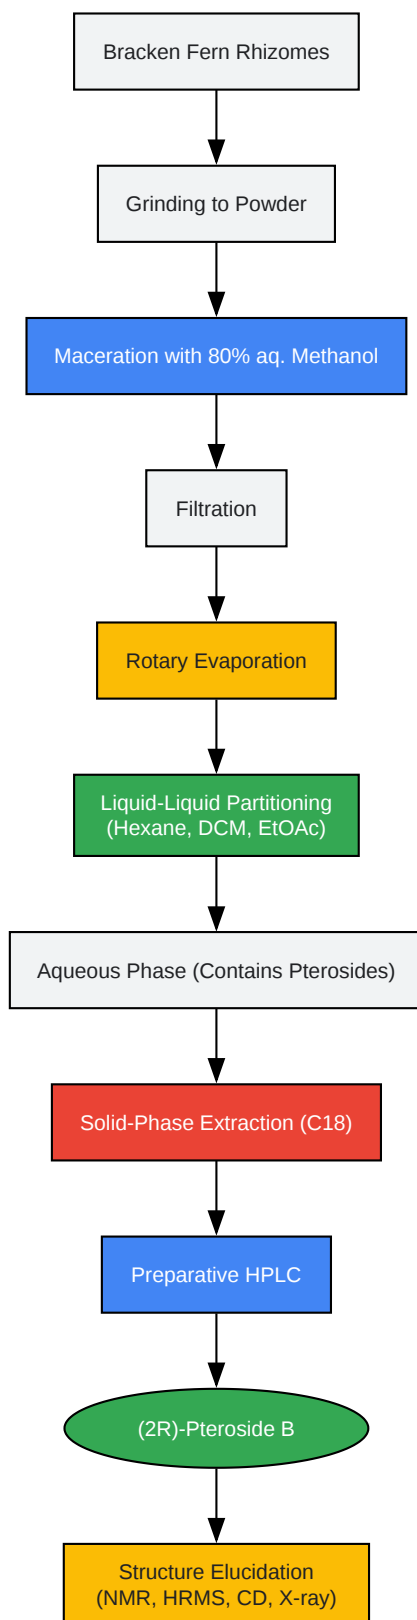 Bracken Fern Rhizomes
Grinding to Powder
Maceration with 80% aq. Methanol
Filtration
Rotary Evaporation
Liquid-Liquid Partitioning
(Hexane, DCM, EtOAc)
Aqueous Phase (Contains Pterosides)
Solid-Phase Extraction (C18)
Preparative HPLC
(2R)-Pteroside B
Structure Elucidation
(NMR, HRMS, CD, X-ray)